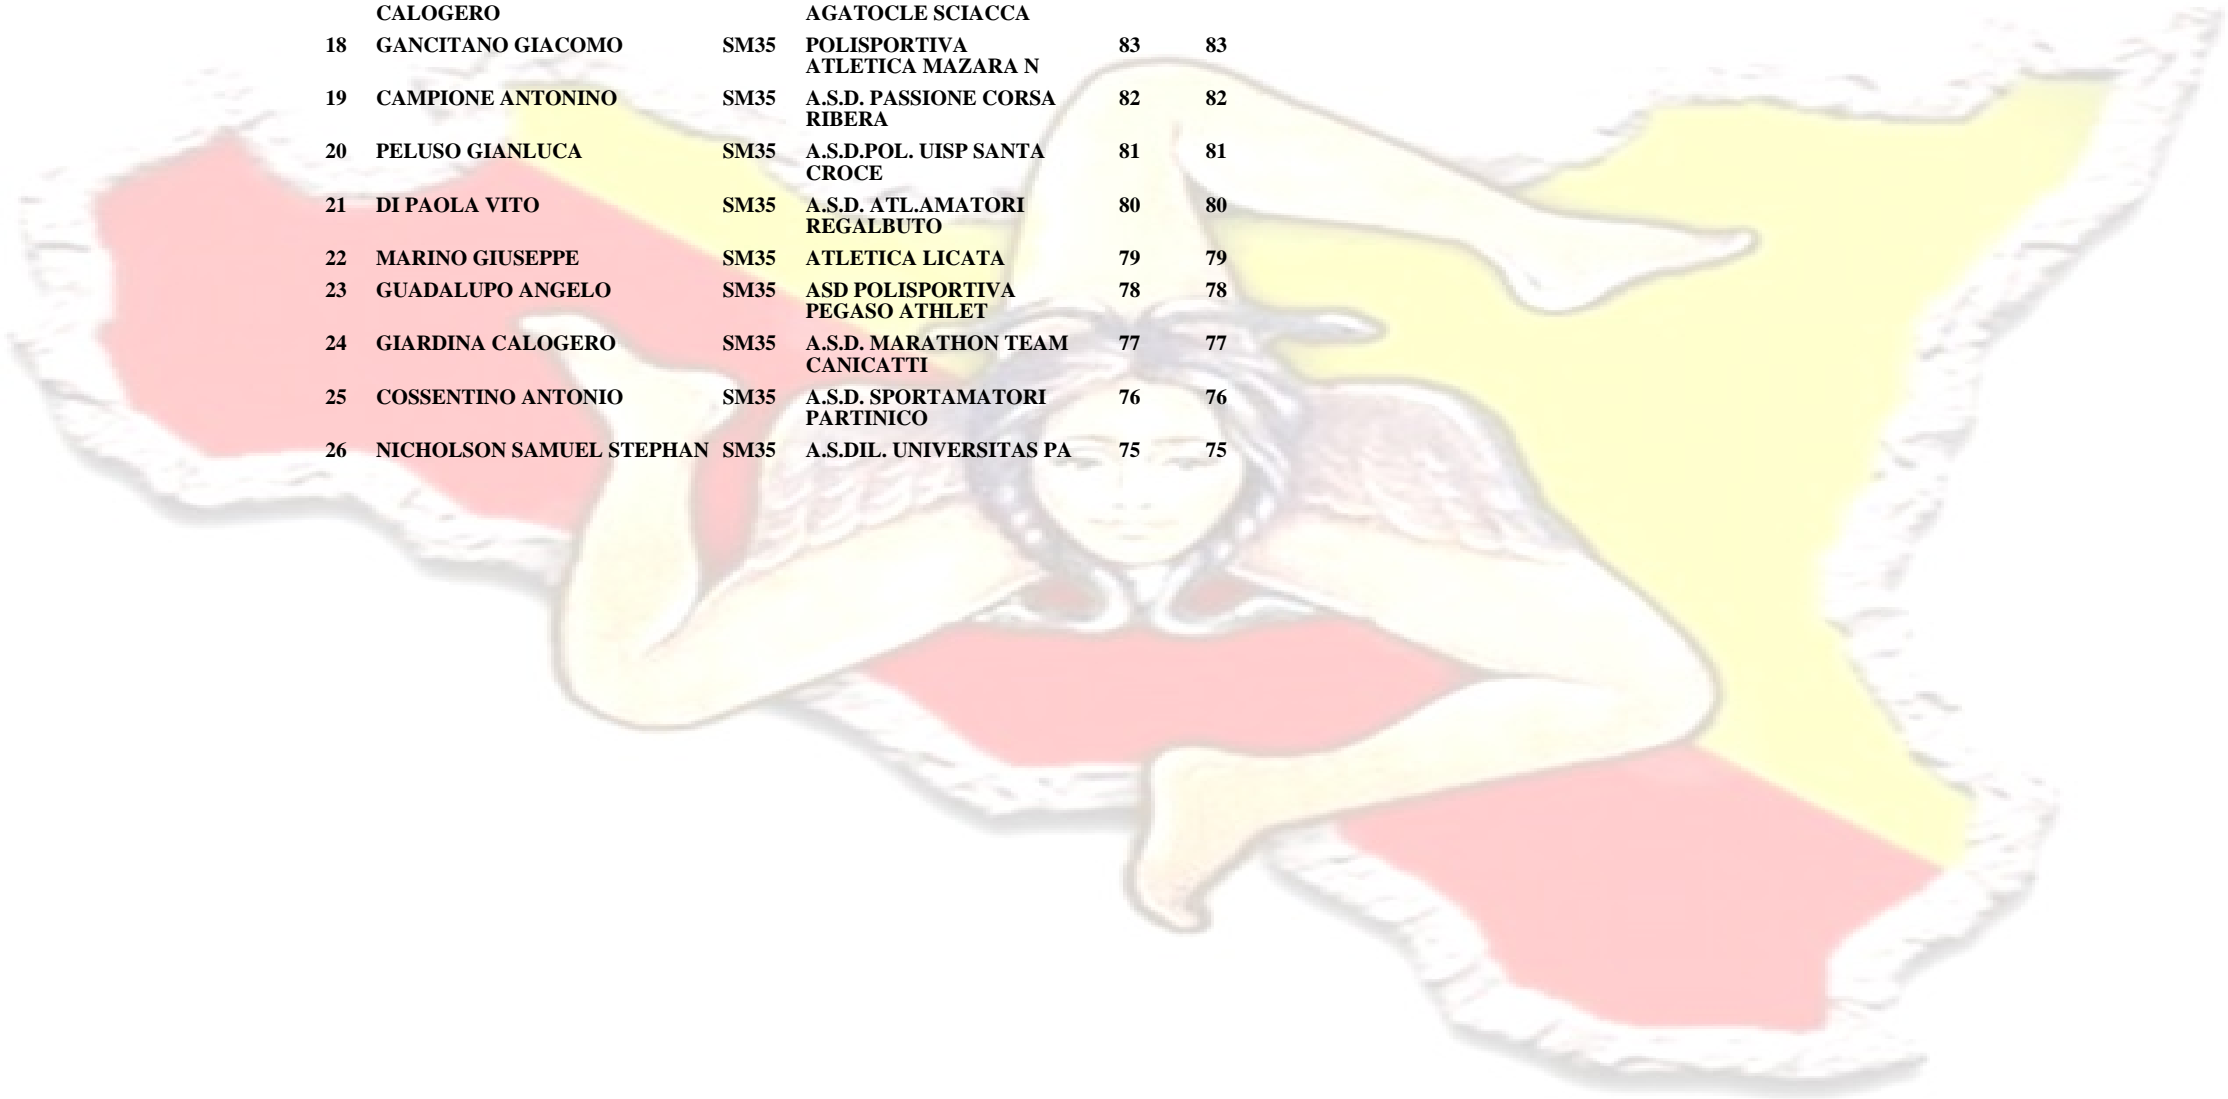 CALOGERO AGATOCLE SCIACCA
18 GANCITANO GIACOMO SM35 POLISPORTIVA 83 83
ATLETICA MAZARA N
19 CAMPIONE ANTONINO SM35 A.S.D. PASSIONE CORSA 82 82
RIBERA
20 PELUSO GIANLUCA SM35 A.S.D.POL. UISP SANTA 81 81
CROCE
21 DI PAOLA VITO SM35 A.S.D. ATL.AMATORI 80 80
REGALBUTO
22 MARINO GIUSEPPE SM35 ATLETICA LICATA 79 79
23 GUADALUPO ANGELO SM35 ASD POLISPORTIVA 78 78
PEGASO ATHLET
24 GIARDINA CALOGERO SM35 A.S.D. MARATHON TEAM 77 77
CANICATTI
25 COSSENTINO ANTONIO SM35 A.S.D. SPORTAMATORI 76 76
PARTINICO
26 NICHOLSON SAMUEL STEPHAN SM35 A.S.DIL. UNIVERSITAS PA 75 75